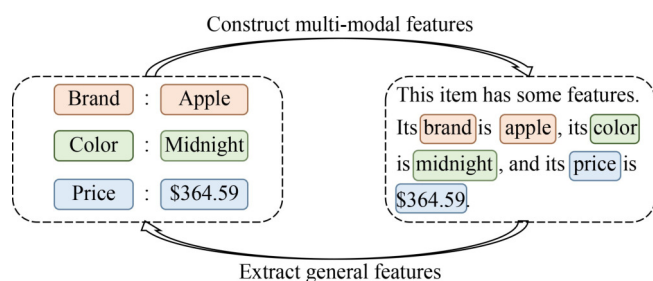 Construct multi-modal features
Brand : Apple
Color : Midnight
Price : $364.59
This item has some features.
Its brand is apple, its color
is midnight, and its price is
$364.59.
Extract general features